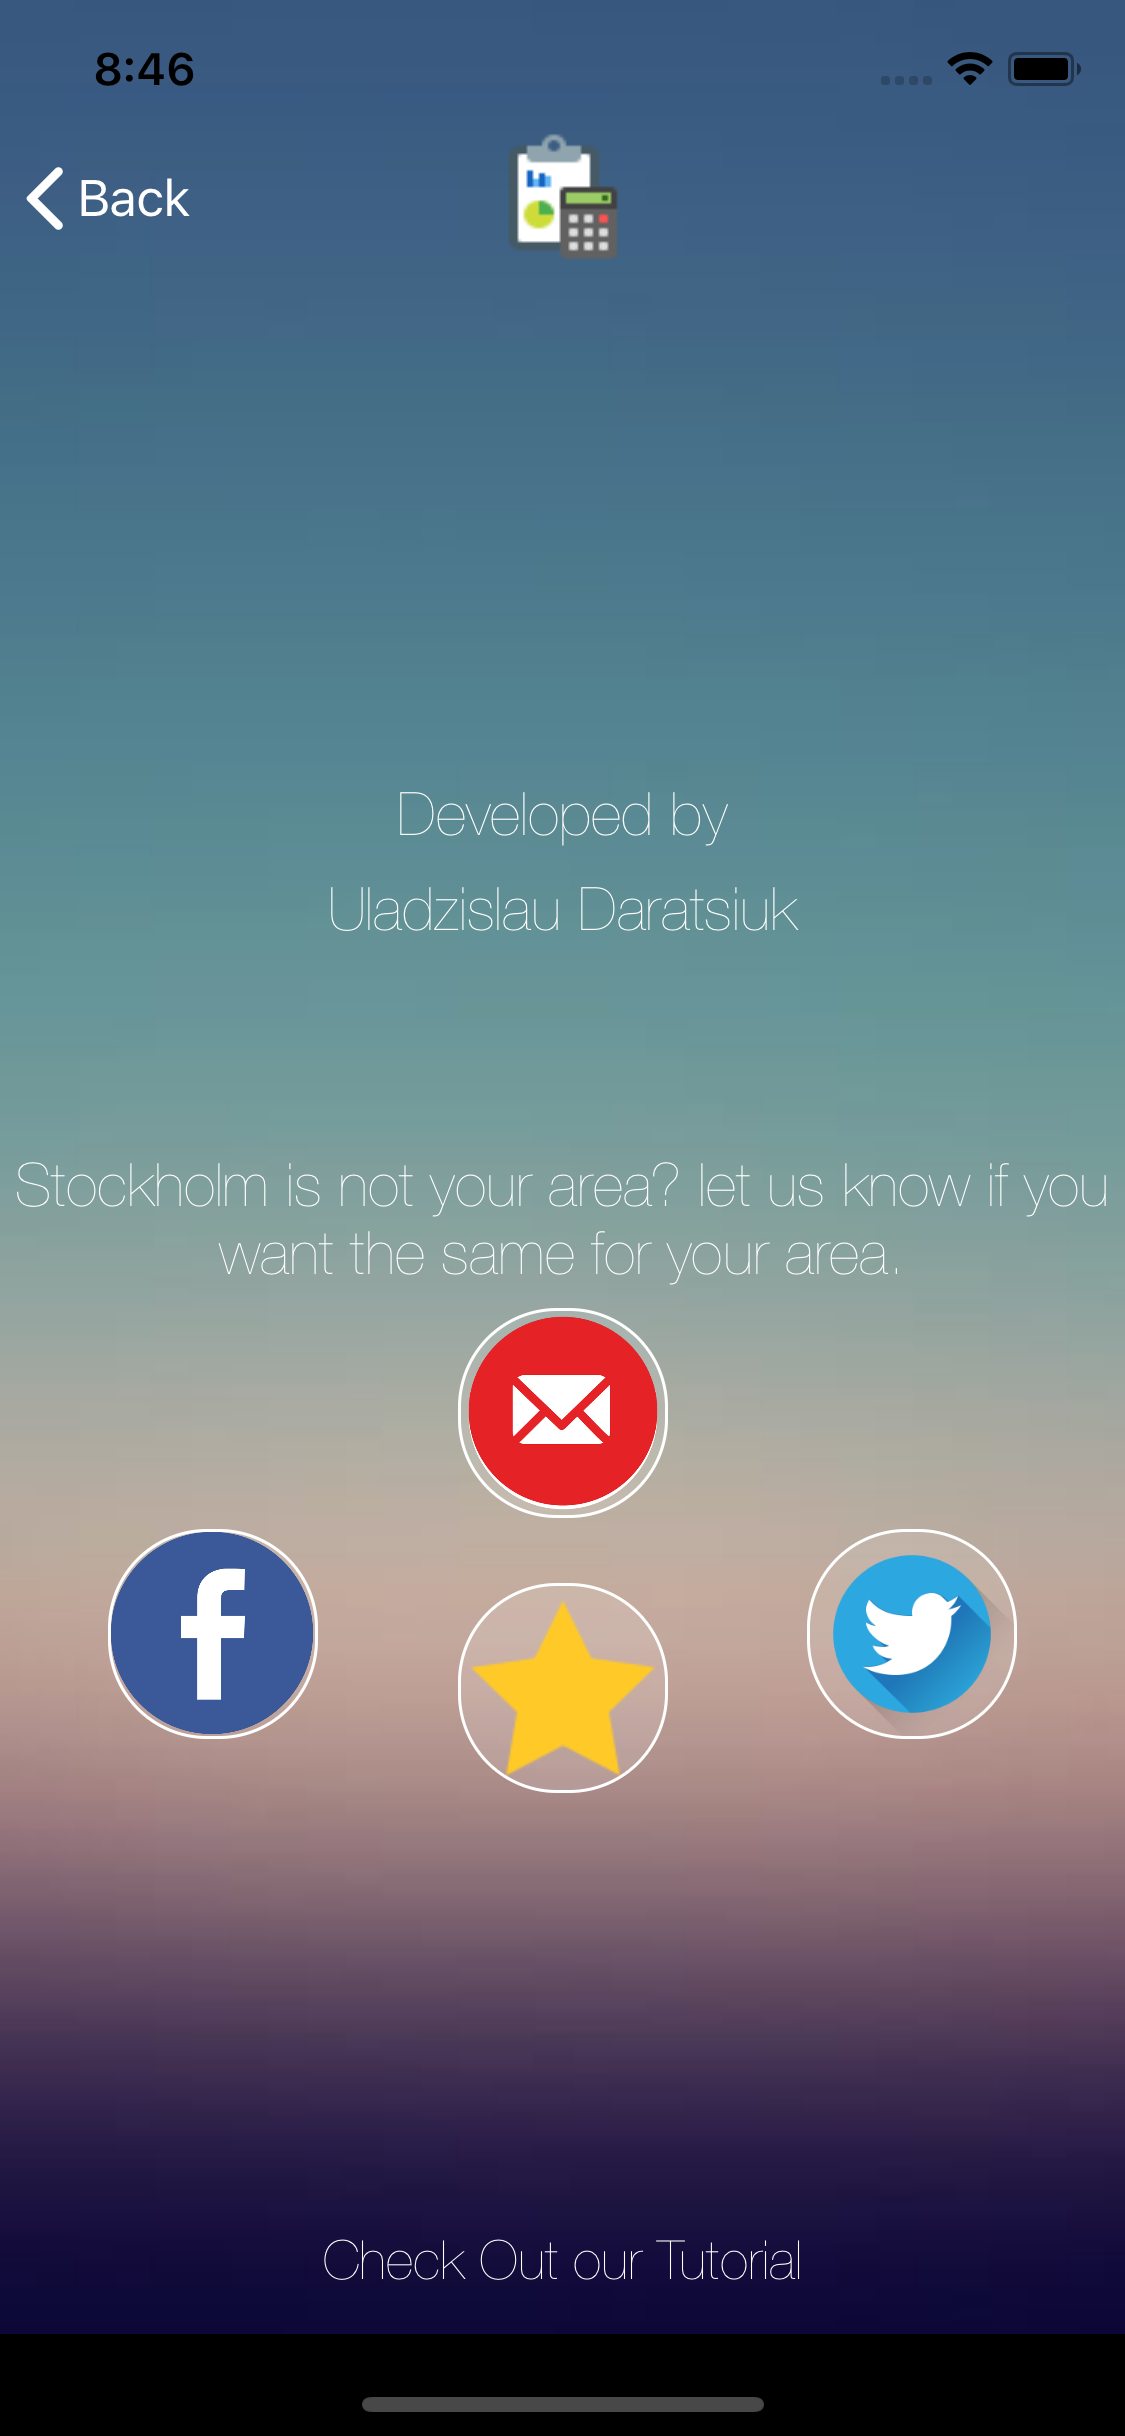 8:46
Back
Developed by
Uladzislau Daratsiuk
Stockholm is not your area? let us know if you
want the same for your area.
Check Out our Tutorial